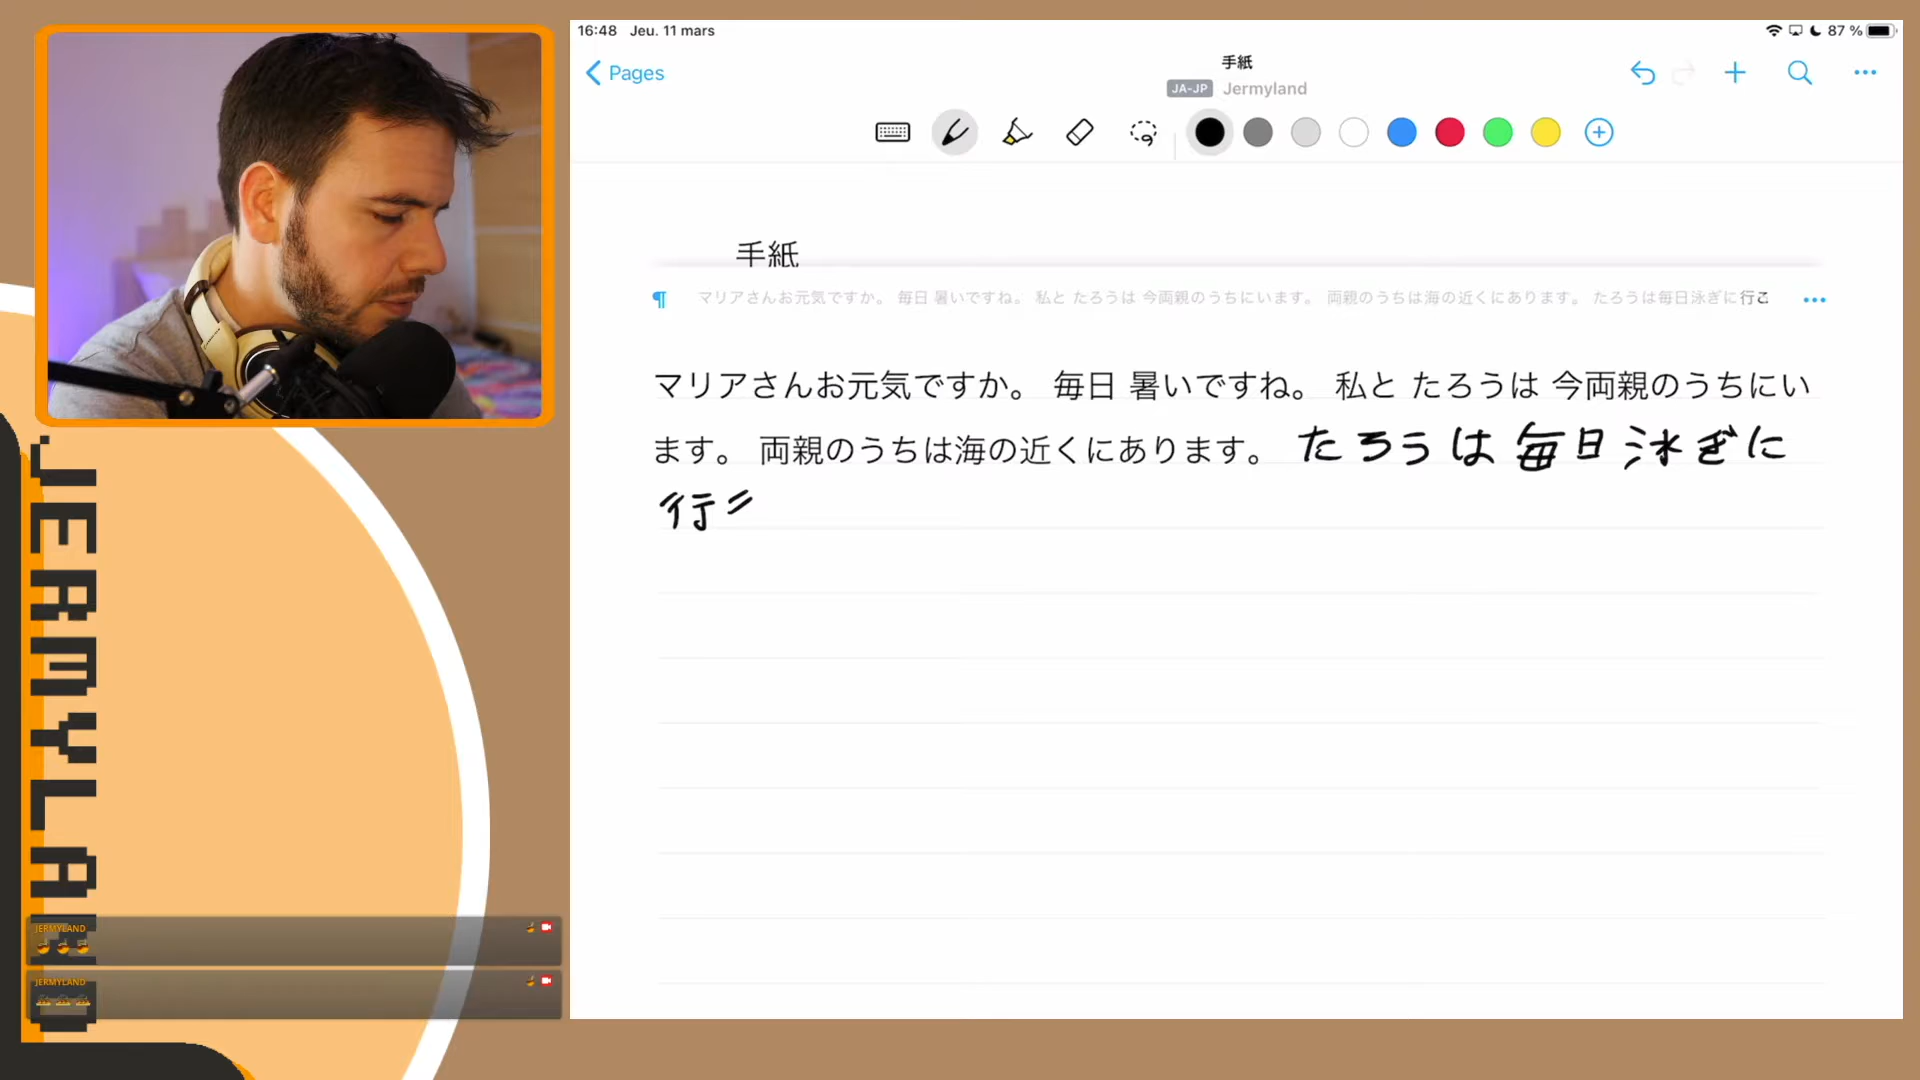 16:48 Jeu. 11 mars
87 %
Pages
手紙
JA-JP Jermyland
手紙
マリアさんお元気ですか。 毎日 暑いですね。 私と たろうは 今両親のうちにいます。 両親のうちは海の近くにあります。 たろうは毎日泳ぎに行こ
マリアさんお元気ですか。 毎日 暑いですね。 私と たろうは 今両親のうちにい
ます。 両親のうちは海の近くにあります。 たろうは毎日泳ぎに
行
JERMYLAND
JERMYLAND
JERMYLAND